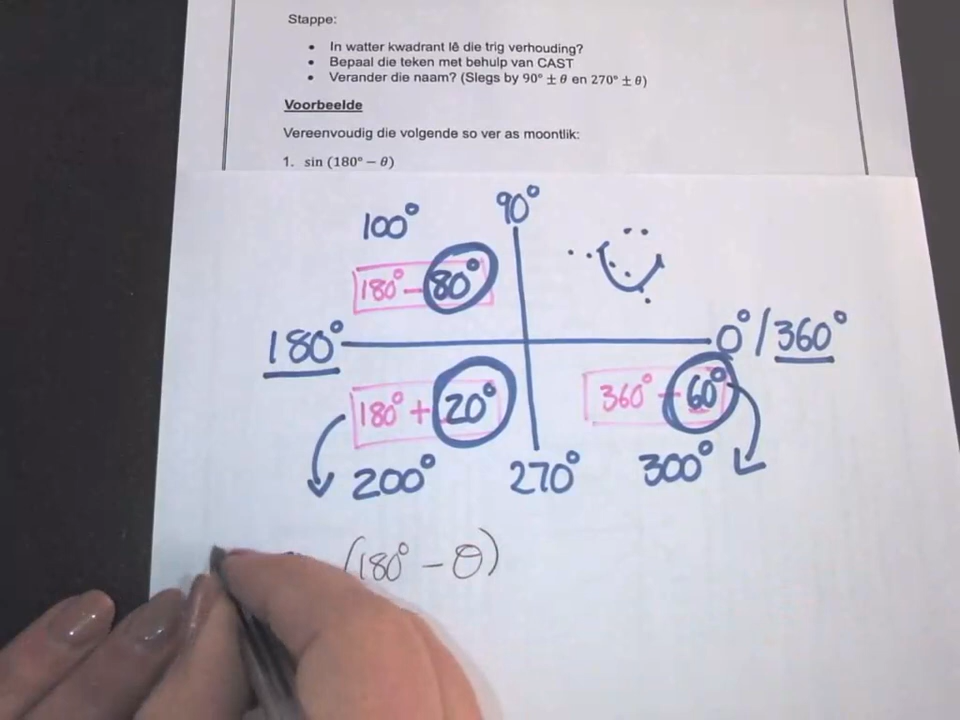 Stappe:
• In watter kwadrant lê die trig verhouding?
• Bepaal die teken met behulp van CAST
• Verander die naam? (Slegs by 90° ± θ en 270° ± θ)
Voorbeelde
Vereenvoudig die volgende so ver as moontlik:
1. sin (180° − θ)
90°
100°
180° − 80°
180°
0° / 360°
180° + 20°
360° − 60°
200°
270°
300°
(180° − θ)